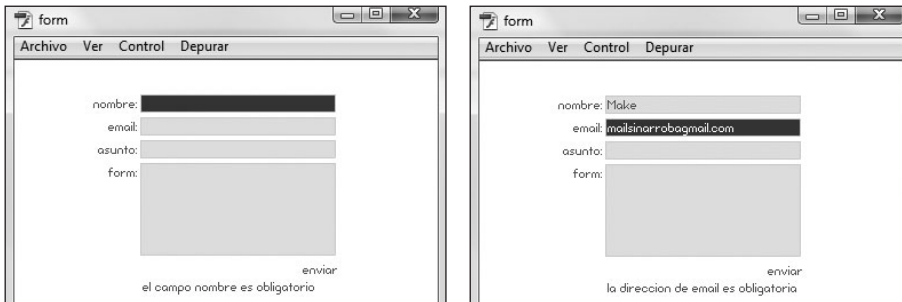 form
Archivo Ver Control Depurar
nombre:
email:
asunto:
form:
enviar
el campo nombre es obligatorio
form
Archivo Ver Control Depurar
nombre: Make
email: mailsinarrobagmail.com
asunto:
form:
enviar
la direccion de email es obligatoria